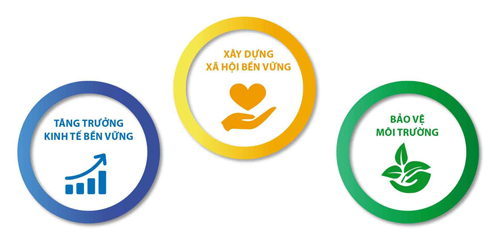 TĂNG TRƯỞNG
KINH TẾ BỀN VỮNG
XÂY DỰNG
XÃ HỘI BỀN VỮNG
BẢO VỆ
MÔI TRƯỜNG